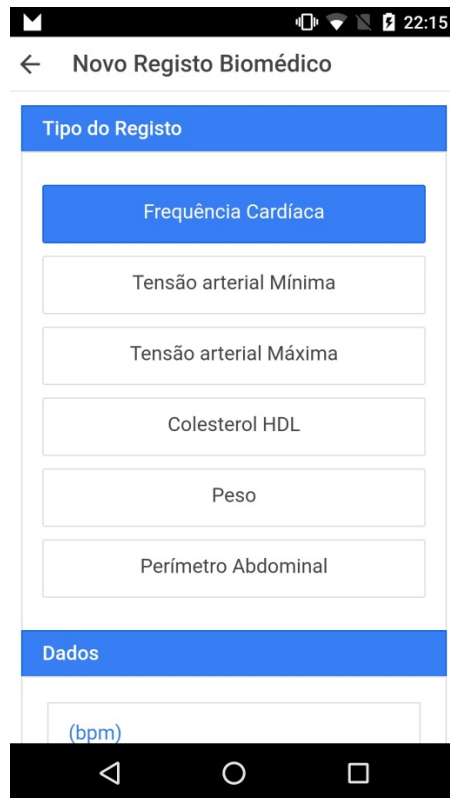 22:15
Novo Registo Biomédico
Tipo do Registo
Frequência Cardíaca
Tensão arterial Mínima
Tensão arterial Máxima
Colesterol HDL
Peso
Perímetro Abdominal
Dados
(bpm)